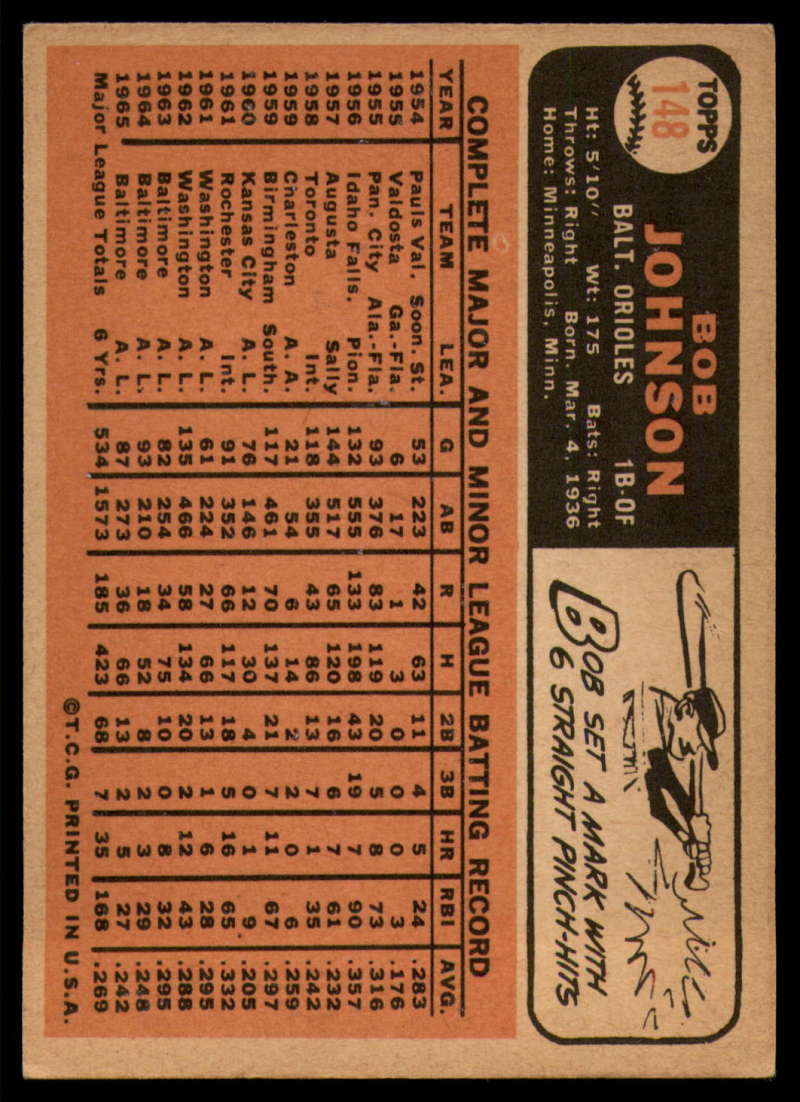 TOPPS
148
BOB
JOHNSON
BALT. ORIOLES 1B-OF
Ht: 5'10" Wt: 175 Bats: Right
Throws: Right Born: Mar. 4, 1936
Home: Minneapolis, Minn.
BOB SET A MARK WITH
6 STRAIGHT PINCH-HITS
COMPLETE MAJOR AND MINOR LEAGUE BATTING RECORD
YEAR TEAM LEA. G AB R H 2B 3B HR RBI AVG.
1954 Pauls Val. Soon. St. 53 223 42 63 11 4 5 24 .283
1955 Valdosta Ga.-Fla. 6 17 1 3 0 0 0 3 .176
1955 Pan. City Ala.-Fla. 93 376 83 119 20 5 8 73 .316
1956 Idaho Falls. Pion. 132 555 133 198 43 19 7 90 .357
1957 Augusta Sally 144 517 65 120 16 6 7 61 .232
1958 Toronto Int. 118 355 43 86 13 7 1 35 .242
1959 Charleston A. A. 21 54 6 14 2 2 0 6 .259
1959 Birmingham South. 117 461 70 137 21 7 11 67 .297
1960 Kansas City A. L. 76 146 12 30 4 0 1 9 .205
1961 Rochester Int. 91 352 66 117 18 5 16 65 .332
1961 Washington A. L. 61 224 27 66 13 1 6 28 .295
1962 Washington A. L. 135 466 58 134 20 2 12 43 .288
1963 Baltimore A. L. 82 254 34 75 10 0 8 32 .295
1964 Baltimore A. L. 93 210 18 52 8 2 3 29 .248
1965 Baltimore A. L. 87 273 36 66 13 2 5 27 .242
Major League Totals 6 Yrs. 534 1573 185 423 68 7 35 168 .269
©T.C.G. PRINTED IN U.S.A.